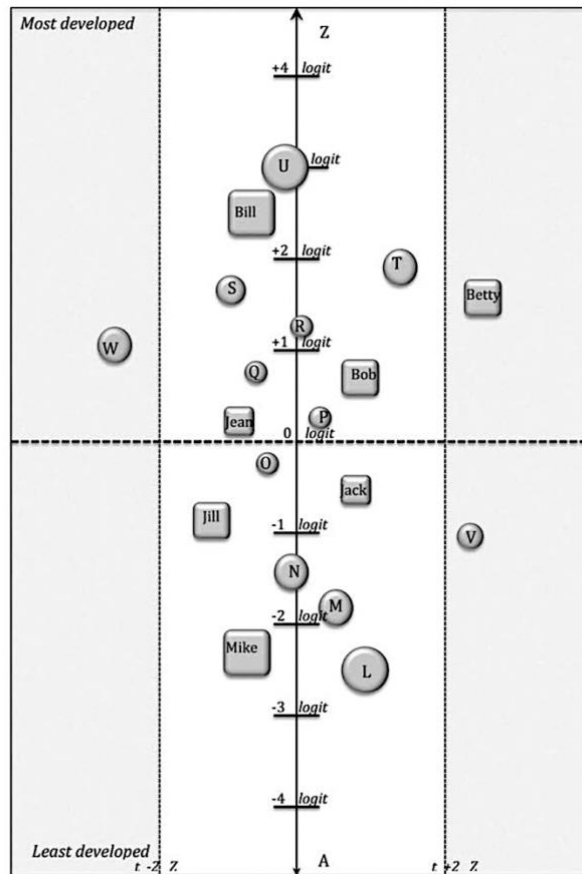 Most developed
Z
+4 logit
U logit
Bill
+2 logit
T
S
Betty
R
W
+1 logit
Q
Bob
Jean
P
0 logit
O
Jack
Jill
-1 logit
V
N
M
-2 logit
Mike
L
-3 logit
-4 logit
Least developed
A
t -2 Z
t +2 Z